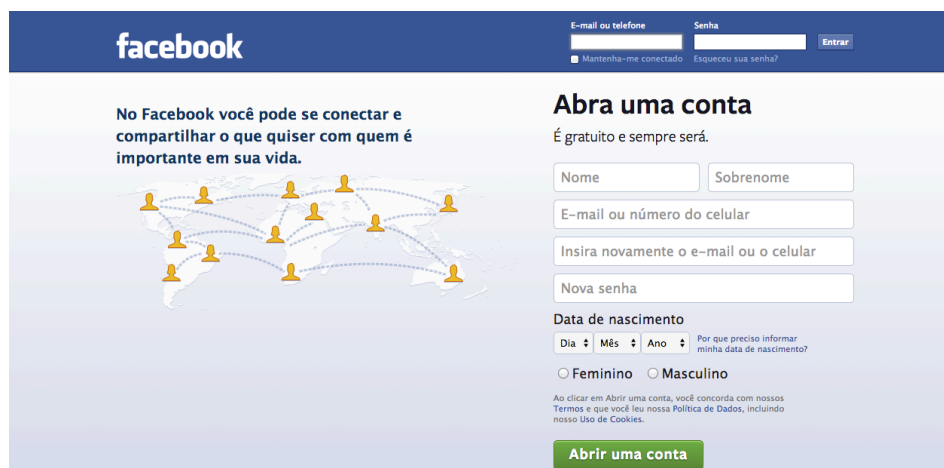 facebook
E-mail ou telefone
Senha
Entrar
Mantenha-me conectado
Esqueceu sua senha?
No Facebook você pode se conectar e
compartilhar o que quiser com quem é
importante em sua vida.
Abra uma conta
É gratuito e sempre será.
Nome
Sobrenome
E-mail ou número do celular
Insira novamente o e-mail ou o celular
Nova senha
Data de nascimento
Dia
Mês
Ano
Por que preciso informar
minha data de nascimento?
Feminino
Masculino
Ao clicar em Abrir uma conta, você concorda com nossos
Termos e que você leu nossa Política de Dados, incluindo
nosso Uso de Cookies.
Abrir uma conta